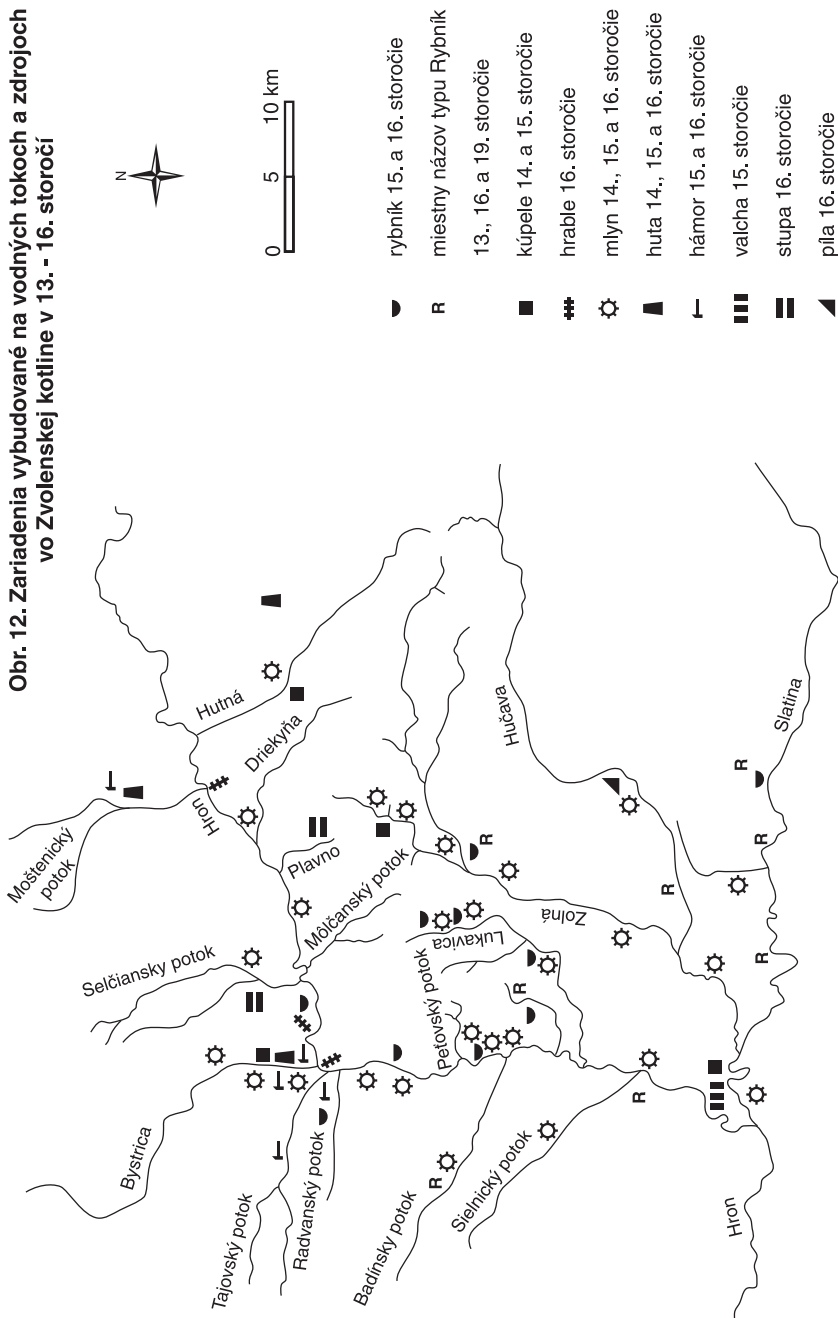 Obr. 12. Zariadenia vybudované na vodných tokoch a zdrojoch
vo Zvolenskej kotline v 13. - 16. storočí
N
0 5 10 km
rybník 15. a 16. storočie
R miestny názov typu Rybník
13., 16. a 19. storočie
kúpele 14. a 15. storočie
hrable 16. storočie
mlyn 14., 15. a 16. storočie
huta 14., 15. a 16. storočie
hámor 15. a 16. storočie
valcha 15. storočie
stupa 16. storočie
píla 16. storočie
Moštenický
potok
Hutná
Hron
Driekyňa
Plavno
Selčiansky potok
Môlčanský potok
Bystrica
Tajovský potok
Radvanský potok
Peťovský potok
Lukavica
R
R
Zolná
Hučava
Badínsky potok
R
Sielnický potok
R
R
R
R
R
Slatina
Hron